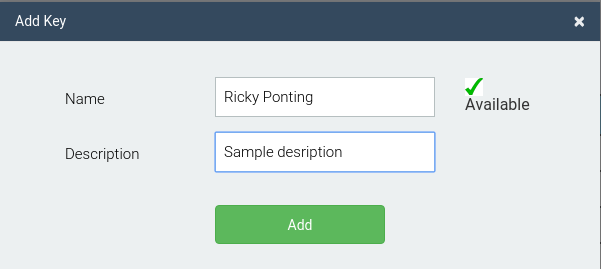 Add Key ×
Name Ricky Ponting
Available
Description Sample desription
Add